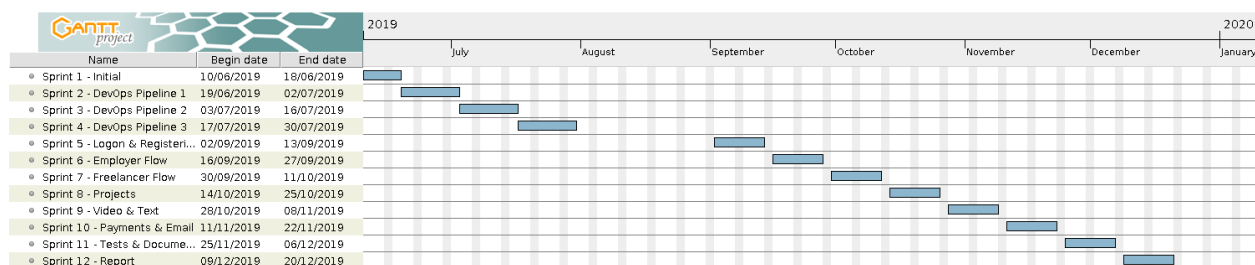 GANTT project
2019 2020
July August September October November December January
Name Begin date End date
Sprint 1 - Initial 10/06/2019 18/06/2019
Sprint 2 - DevOps Pipeline 1 19/06/2019 02/07/2019
Sprint 3 - DevOps Pipeline 2 03/07/2019 16/07/2019
Sprint 4 - DevOps Pipeline 3 17/07/2019 30/07/2019
Sprint 5 - Logon & Registeri... 02/09/2019 13/09/2019
Sprint 6 - Employer Flow 16/09/2019 27/09/2019
Sprint 7 - Freelancer Flow 30/09/2019 11/10/2019
Sprint 8 - Projects 14/10/2019 25/10/2019
Sprint 9 - Video & Text 28/10/2019 08/11/2019
Sprint 10 - Payments & Email 11/11/2019 22/11/2019
Sprint 11 - Tests & Docume... 25/11/2019 06/12/2019
Sprint 12 - Report 09/12/2019 20/12/2019